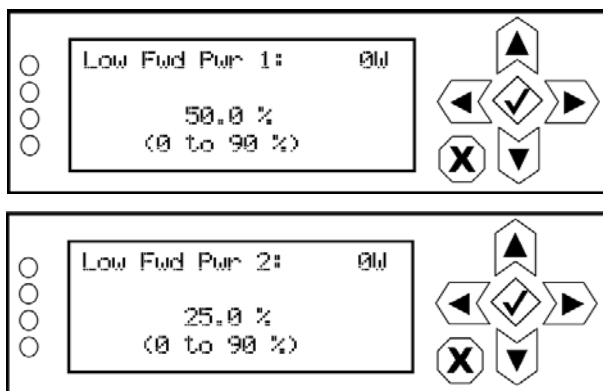 Low Fwd Pwr 1: 0W
50.0 %
(0 to 90 %)
X
Low Fwd Pwr 2: 0W
25.0 %
(0 to 90 %)
X